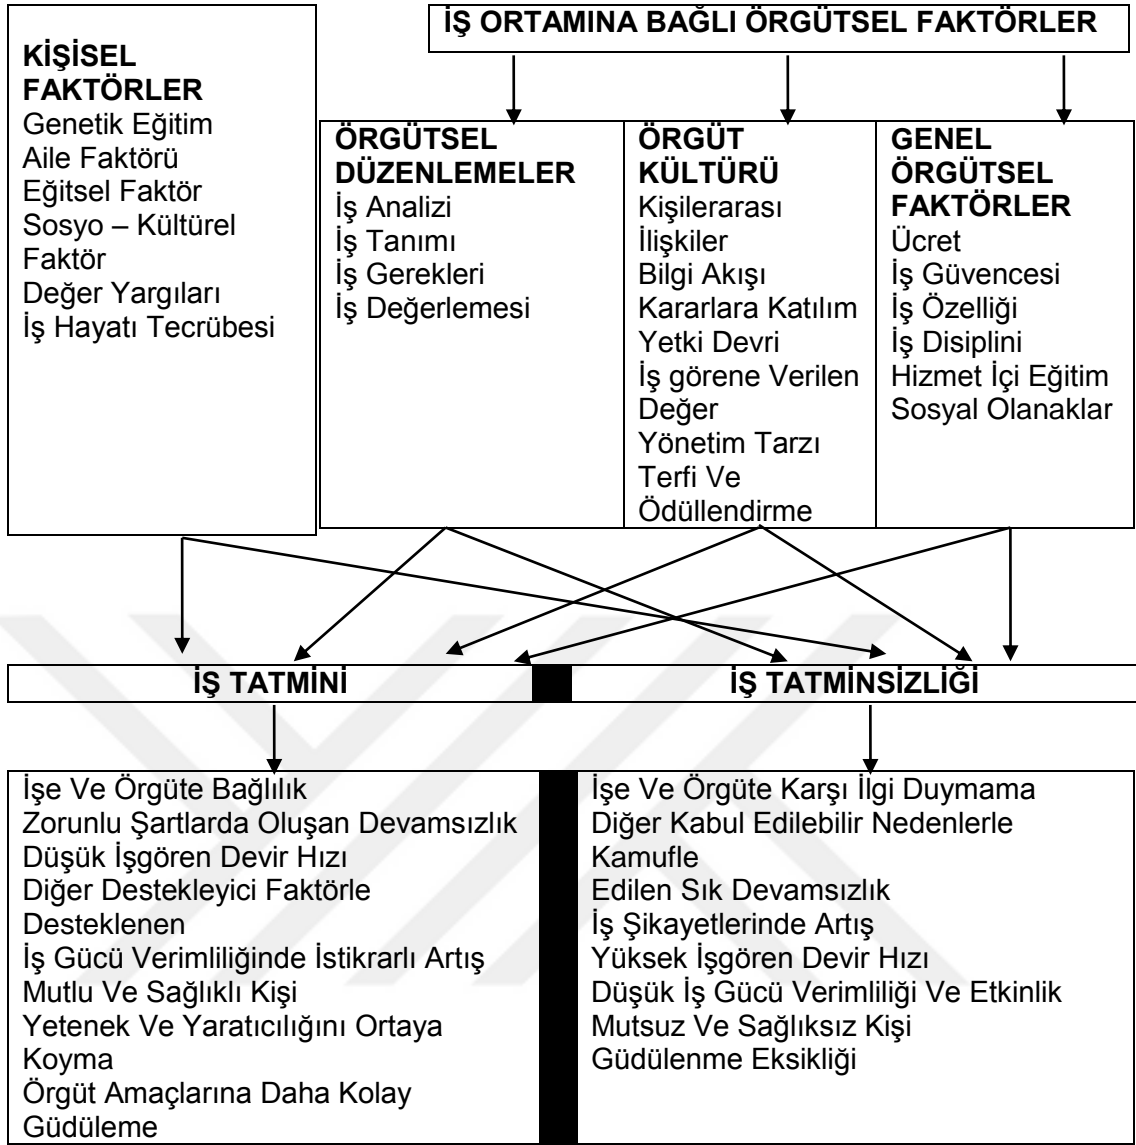 KİŞİSEL
FAKTÖRLER
Genetik Eğitim
Aile Faktörü
Eğitsel Faktör
Sosyo – Kültürel
Faktör
Değer Yargıları
İş Hayatı Tecrübesi
İŞ ORTAMINA BAĞLI ÖRGÜTSEL FAKTÖRLER
ÖRGÜTSEL
DÜZENLEMELER
İş Analizi
İş Tanımı
İş Gerekleri
İş Değerlemesi
ÖRGÜT
KÜLTÜRÜ
Kişilerarası
İlişkiler
Bilgi Akışı
Kararlara Katılım
Yetki Devri
İş görene Verilen
Değer
Yönetim Tarzı
Terfi Ve
Ödüllendirme
GENEL
ÖRGÜTSEL
FAKTÖRLER
Ücret
İş Güvencesi
İş Özelliği
İş Disiplini
Hizmet İçi Eğitim
Sosyal Olanaklar
İŞ TATMİNİ
İŞ TATMİNSİZLİĞİ
İşe Ve Örgüte Bağlılık
Zorunlu Şartlarda Oluşan Devamsızlık
Düşük İşgören Devir Hızı
Diğer Destekleyici Faktörle
Desteklenen
İş Gücü Verimliliğinde İstikrarlı Artış
Mutlu Ve Sağlıklı Kişi
Yetenek Ve Yaratıcılığını Ortaya
Koyma
Örgüt Amaçlarına Daha Kolay
Güdüleme
İşe Ve Örgüte Karşı İlgi Duymama
Diğer Kabul Edilebilir Nedenlerle
Kamufle
Edilen Sık Devamsızlık
İş Şikayetlerinde Artış
Yüksek İşgören Devir Hızı
Düşük İş Gücü Verimliliği Ve Etkinlik
Mutsuz Ve Sağlıksız Kişi
Güdülenme Eksikliği